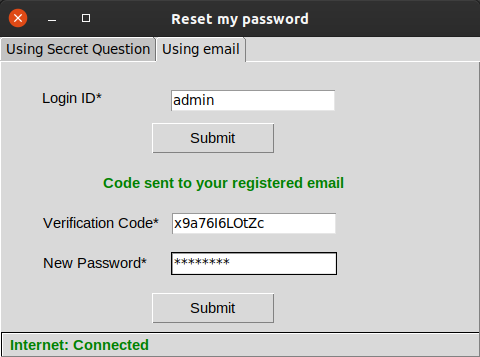 Reset my password
Using Secret Question Using email
Login ID* admin
Submit
Code sent to your registered email
Verification Code* x9a76I6LOtZc
New Password* ********
Submit
Internet: Connected